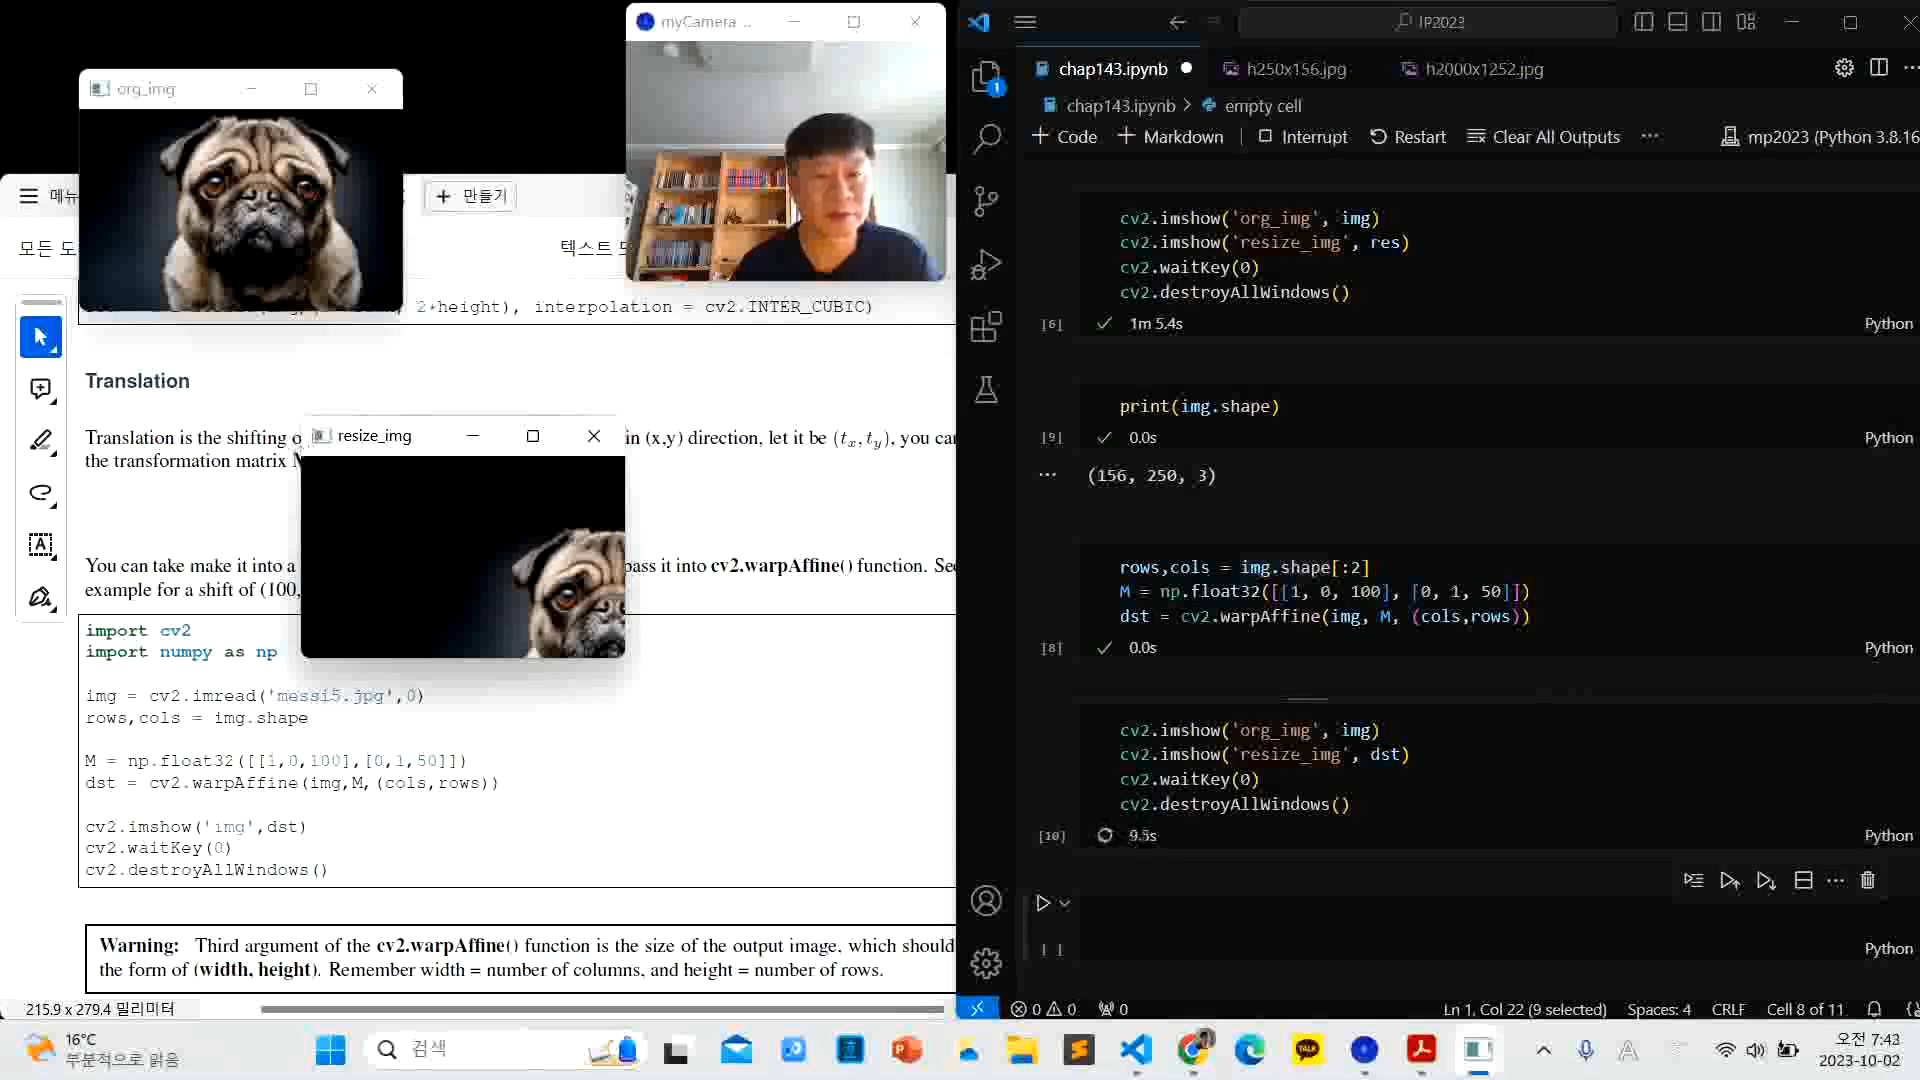 org_img
myCamera ..
메뉴
+ 만들기
모든 도
텍스트 또
2*height), interpolation = cv2.INTER_CUBIC)
Translation
Translation is the shifting o
in (x,y) direction, let it be (tx, ty), you can
the transformation matrix M
resize_img
You can take make it into a
pass it into cv2.warpAffine() function. See
example for a shift of (100,
import cv2
import numpy as np
img = cv2.imread('messi5.jpg',0)
rows,cols = img.shape
M = np.float32([[1,0,100],[0,1,50]])
dst = cv2.warpAffine(img,M,(cols,rows))
cv2.imshow('img',dst)
cv2.waitKey(0)
cv2.destroyAllWindows()
Warning: Third argument of the cv2.warpAffine() function is the size of the output image, which should
the form of (width, height). Remember width = number of columns, and height = number of rows.
215.9 x 279.4 밀리미터
IP2023
chap143.ipynb
h250x156.jpg
h2000x1252.jpg
1
chap143.ipynb > empty cell
+ Code + Markdown Interrupt Restart Clear All Outputs ... mp2023 (Python 3.8.16
cv2.imshow('org_img', img)
cv2.imshow('resize_img', res)
cv2.waitKey(0)
cv2.destroyAllWindows()
[6] 1m 5.4s Python
print(img.shape)
[9] 0.0s Python
... (156, 250, 3)
rows,cols = img.shape[:2]
M = np.float32([[1, 0, 100], [0, 1, 50]])
dst = cv2.warpAffine(img, M, (cols,rows))
[8] 0.0s Python
cv2.imshow('org_img', img)
cv2.imshow('resize_img', dst)
cv2.waitKey(0)
cv2.destroyAllWindows()
[10] 9.5s Python
[ ] Python
0 0 0 Ln 1, Col 22 (9 selected) Spaces: 4 CRLF Cell 8 of 11
16°C
부분적으로 맑음
검색
TALK
A
오전 7:43
2023-10-02